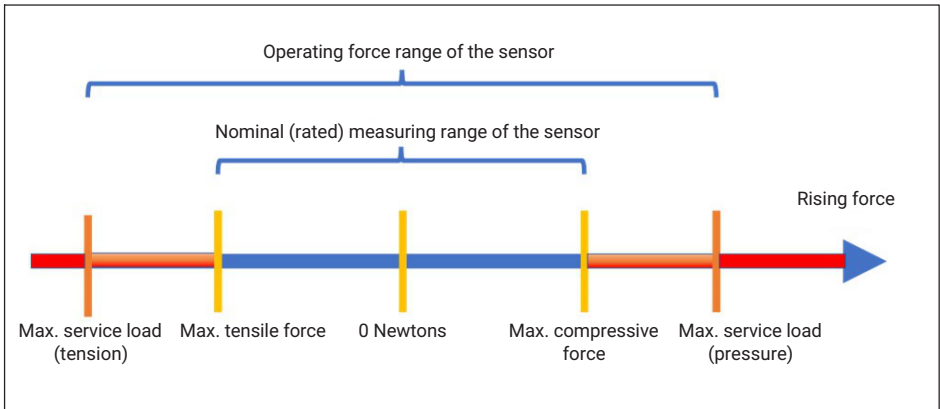 Operating force range of the sensor
Nominal (rated) measuring range of the sensor
Rising force
Max. service load
(tension)
Max. tensile force
0 Newtons
Max. compressive
force
Max. service load
(pressure)